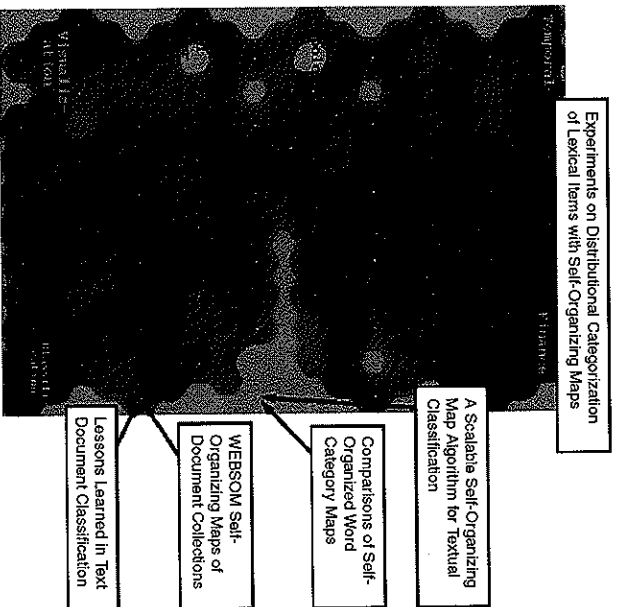 Experiments on Distributional Categorization
of Lexical Items with Self-Organizing Maps
A Scalable Self-Organizing
Map Algorithm for Textual
Classification
Comparisons of Self-
Organized Word
Category Maps
WEBSOM Self-
Organizing Maps of
Document Collections
Lessons Learned in Text
Document Classification
Temporal
Finance
Visualiz-
ation